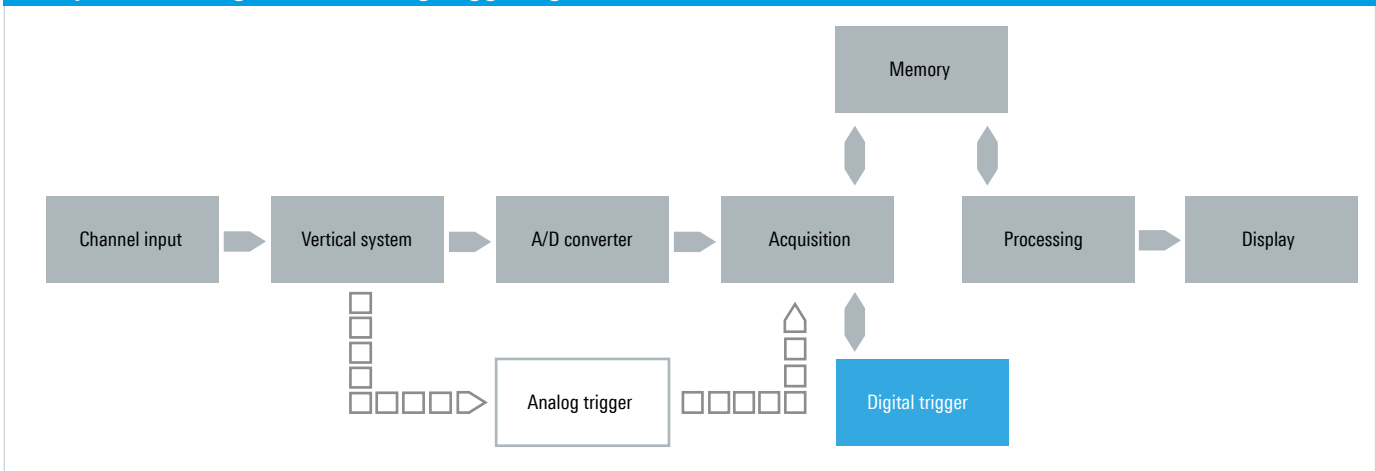 Memory
Channel input
Vertical system
A/D converter
Acquisition
Processing
Display
Analog trigger
Digital trigger